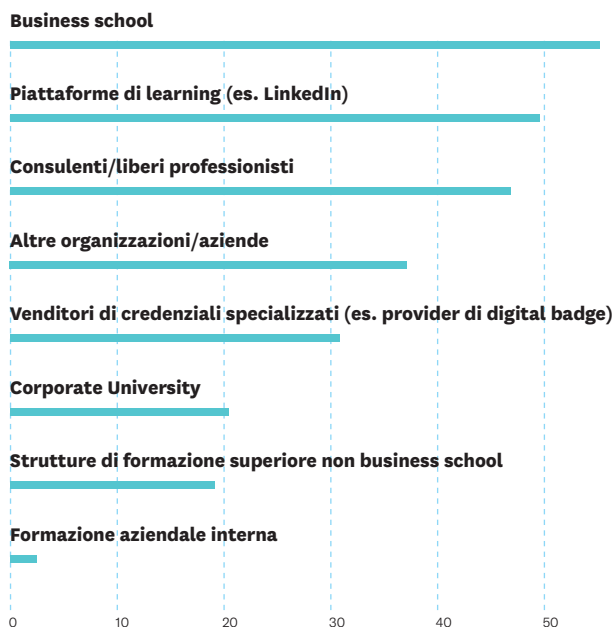 Business school
Piattaforme di learning (es. LinkedIn)
Consulenti/liberi professionisti
Altre organizzazioni/aziende
Venditori di credenziali specializzati (es. provider di digital badge)
Corporate University
Strutture di formazione superiore non business school
Formazione aziendale interna
0 10 20 30 40 50